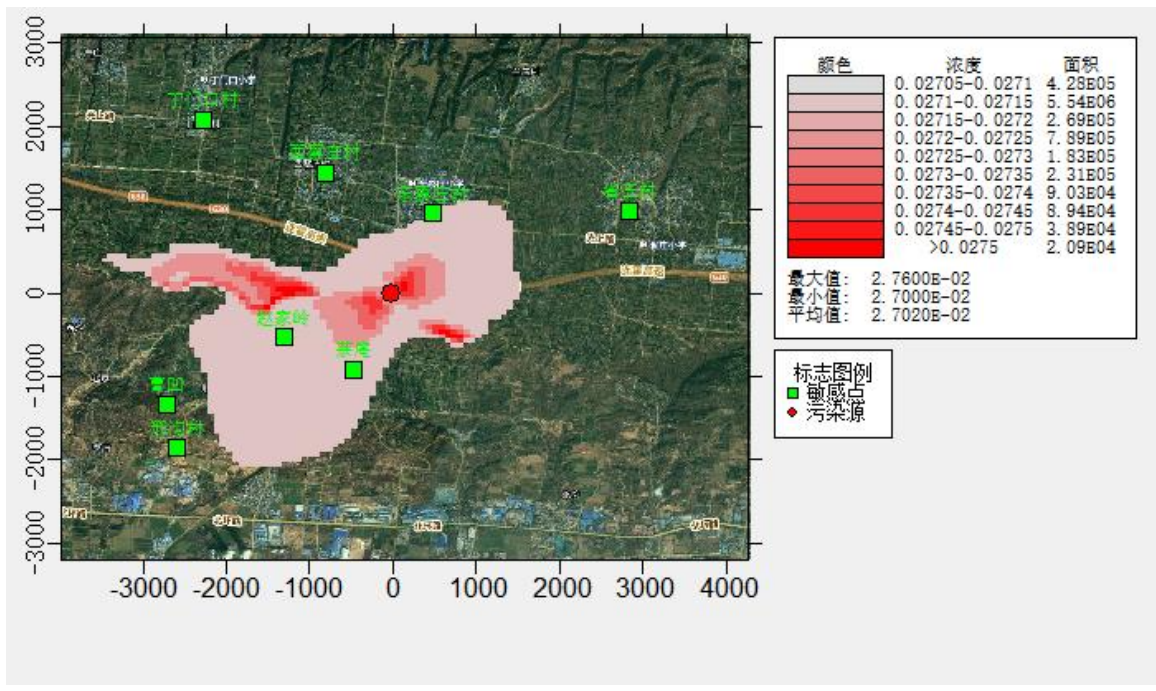 3000
2000
1000
0
-1000
-2000
-3000
-3000 -2000 -1000 0 1000 2000 3000 4000
赵家岭
茶庵
颜色 浓度 面积
0.02705-0.0271 4.28E05
0.0271-0.02715 5.54E06
0.02715-0.0272 2.69E05
0.0272-0.02725 7.89E05
0.02725-0.0273 1.83E05
0.0273-0.02735 2.31E05
0.02735-0.0274 9.03E04
0.0274-0.02745 8.94E04
0.02745-0.0275 3.89E04
>0.0275 2.09E04
最大值: 2.7600E-02
最小值: 2.7000E-02
平均值: 2.7020E-02
标志图例
敏感点
污染源